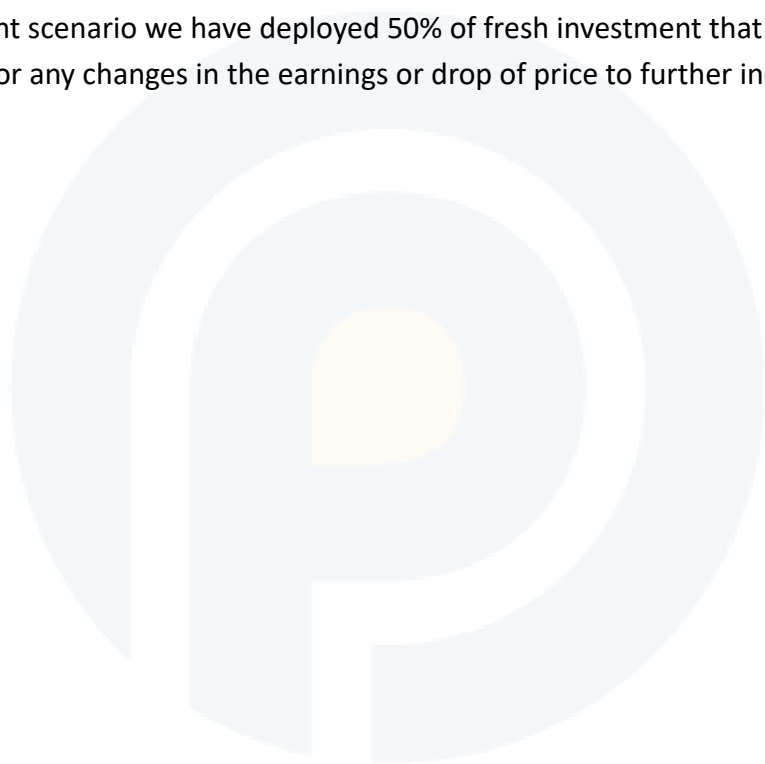 nt scenario we have deployed 50% of fresh investment that
or any changes in the earnings or drop of price to further in